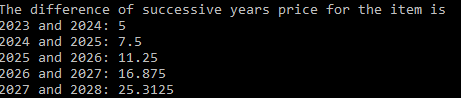 The difference of successive years price for the item is
2023 and 2024: 5
2024 and 2025: 7.5
2025 and 2026: 11.25
2026 and 2027: 16.875
2027 and 2028: 25.3125